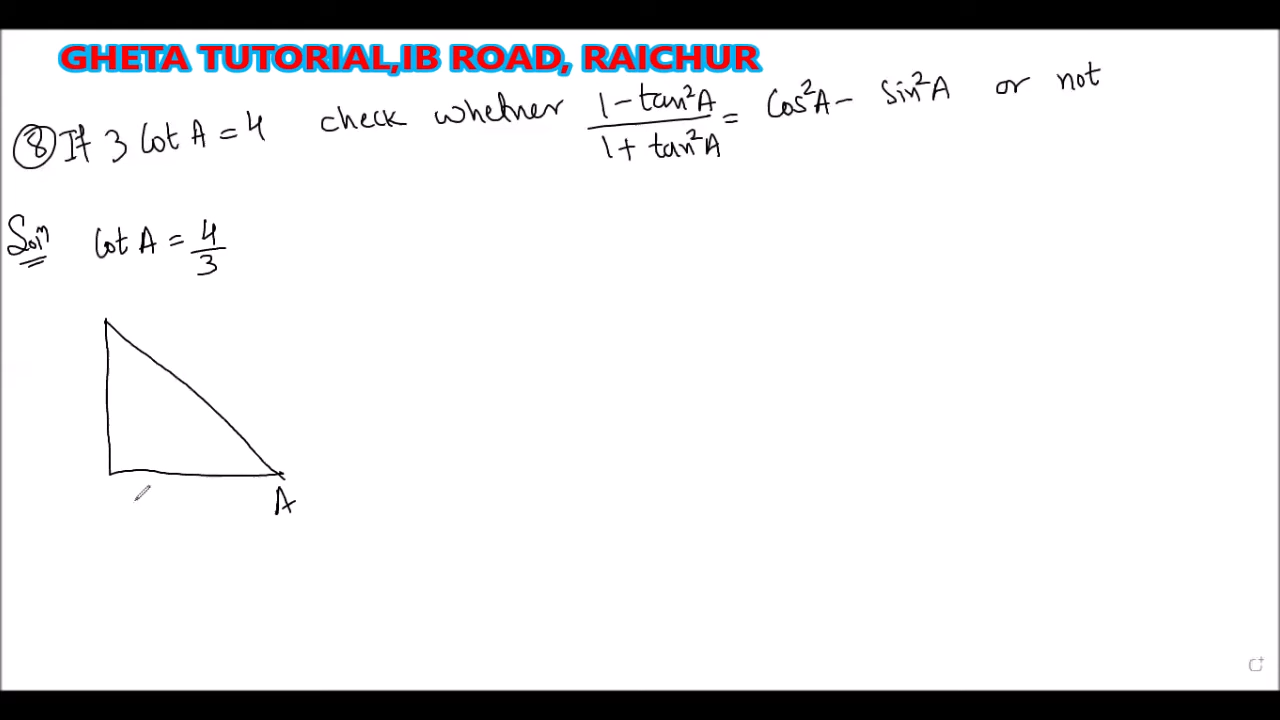 GHETA TUTORIAL,IB ROAD, RAICHUR
⑧ If 3 Cot A = 4 check whether (1 - tan²A)/(1 + tan²A) = Cos²A - Sin²A or not
Soln Cot A = 4/3
A